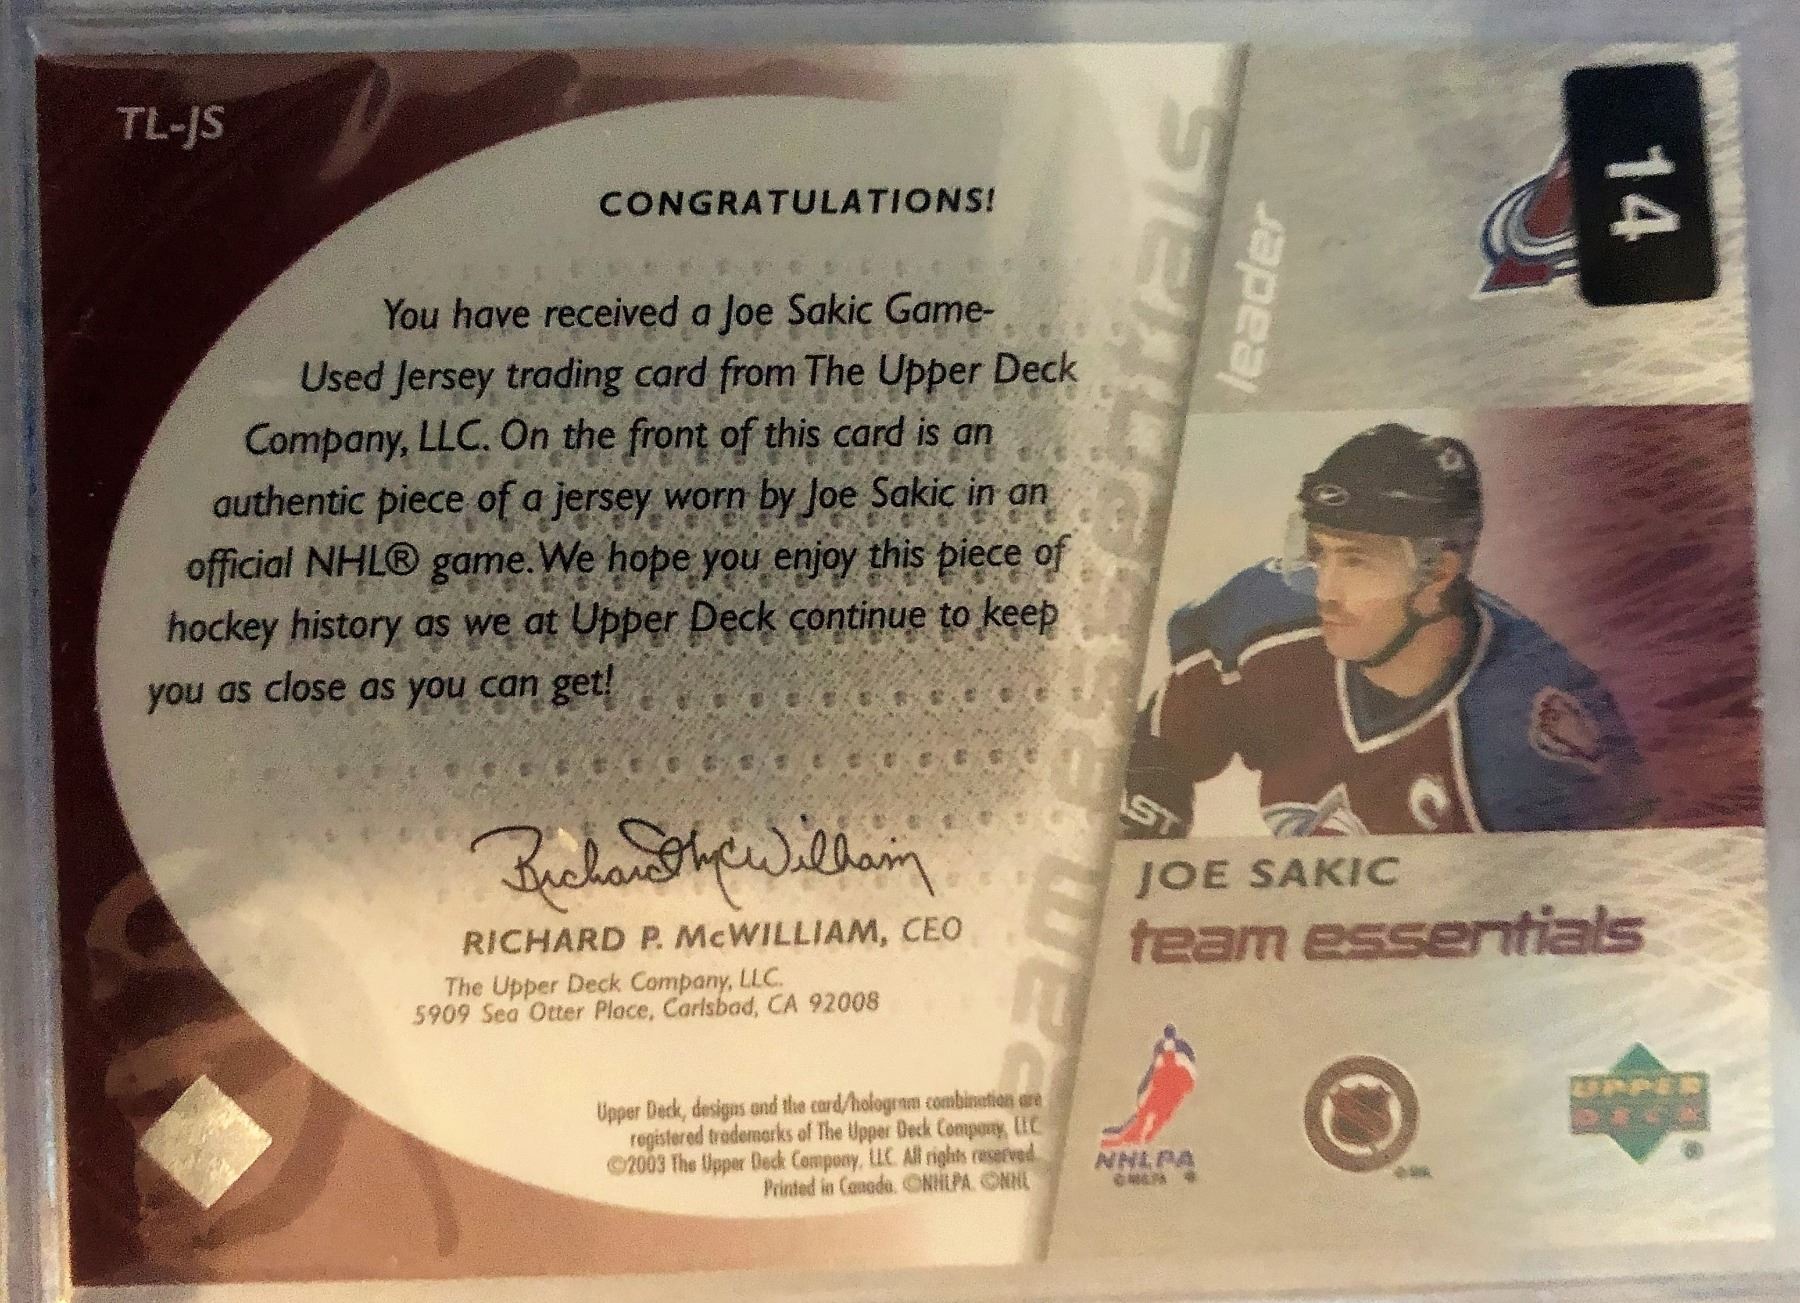 TL-JS
CONGRATULATIONS!
You have received a Joe Sakic Game-
Used Jersey trading card from The Upper Deck
Company, LLC. On the front of this card is an
authentic piece of a jersey worn by Joe Sakic in an
official NHL® game. We hope you enjoy this piece of
hockey history as we at Upper Deck continue to keep
you as close as you can get!
Richard P. McWilliam
RICHARD P. McWILLIAM, CEO
The Upper Deck Company, LLC.
5909 Sea Otter Place, Carlsbad, CA 92008
Upper Deck, designs and the card/hologram combination are
registered trademarks of The Upper Deck Company, LLC.
©2003 The Upper Deck Company, LLC. All rights reserved.
Printed in Canada. ©NHLPA. ©NHL
team essentials
leader
14
C
ST
JOE SAKIC
team essentials
NHLPA
UPPER
DECK
®